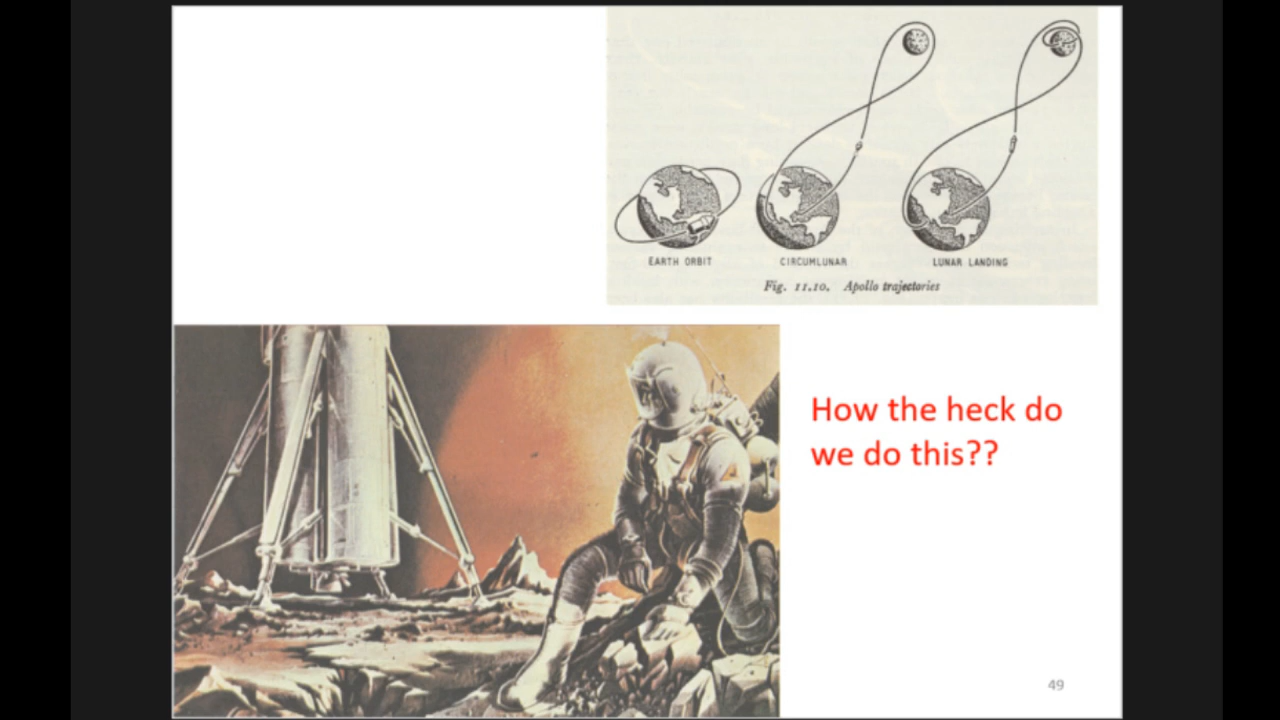 EARTH ORBIT
CIRCUMLUNAR
LUNAR LANDING
Fig. 11.10. Apollo trajectories
How the heck do
we do this??
49